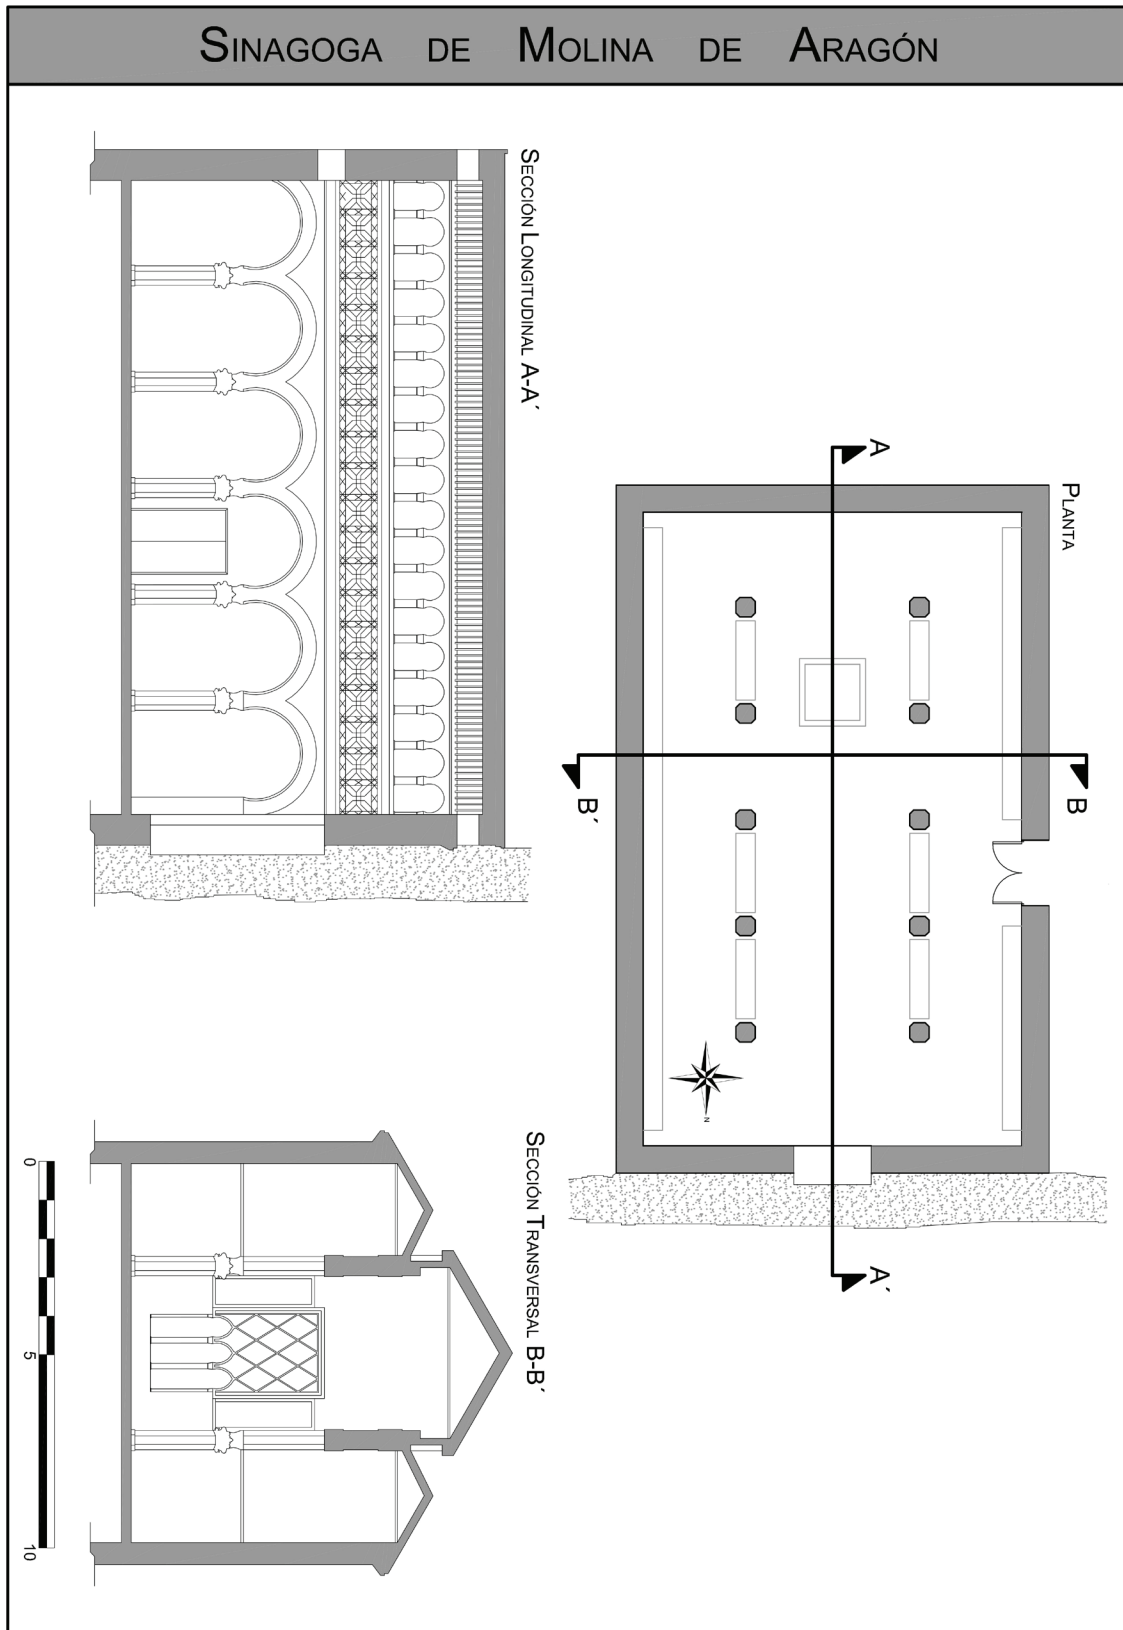 SINAGOGA DE MOLINA DE ARAGÓN
SECCIÓN LONGITUDINAL A-A´
PLANTA
A
B
B´
A´
N
SECCIÓN TRANSVERSAL B-B´
0
5
10